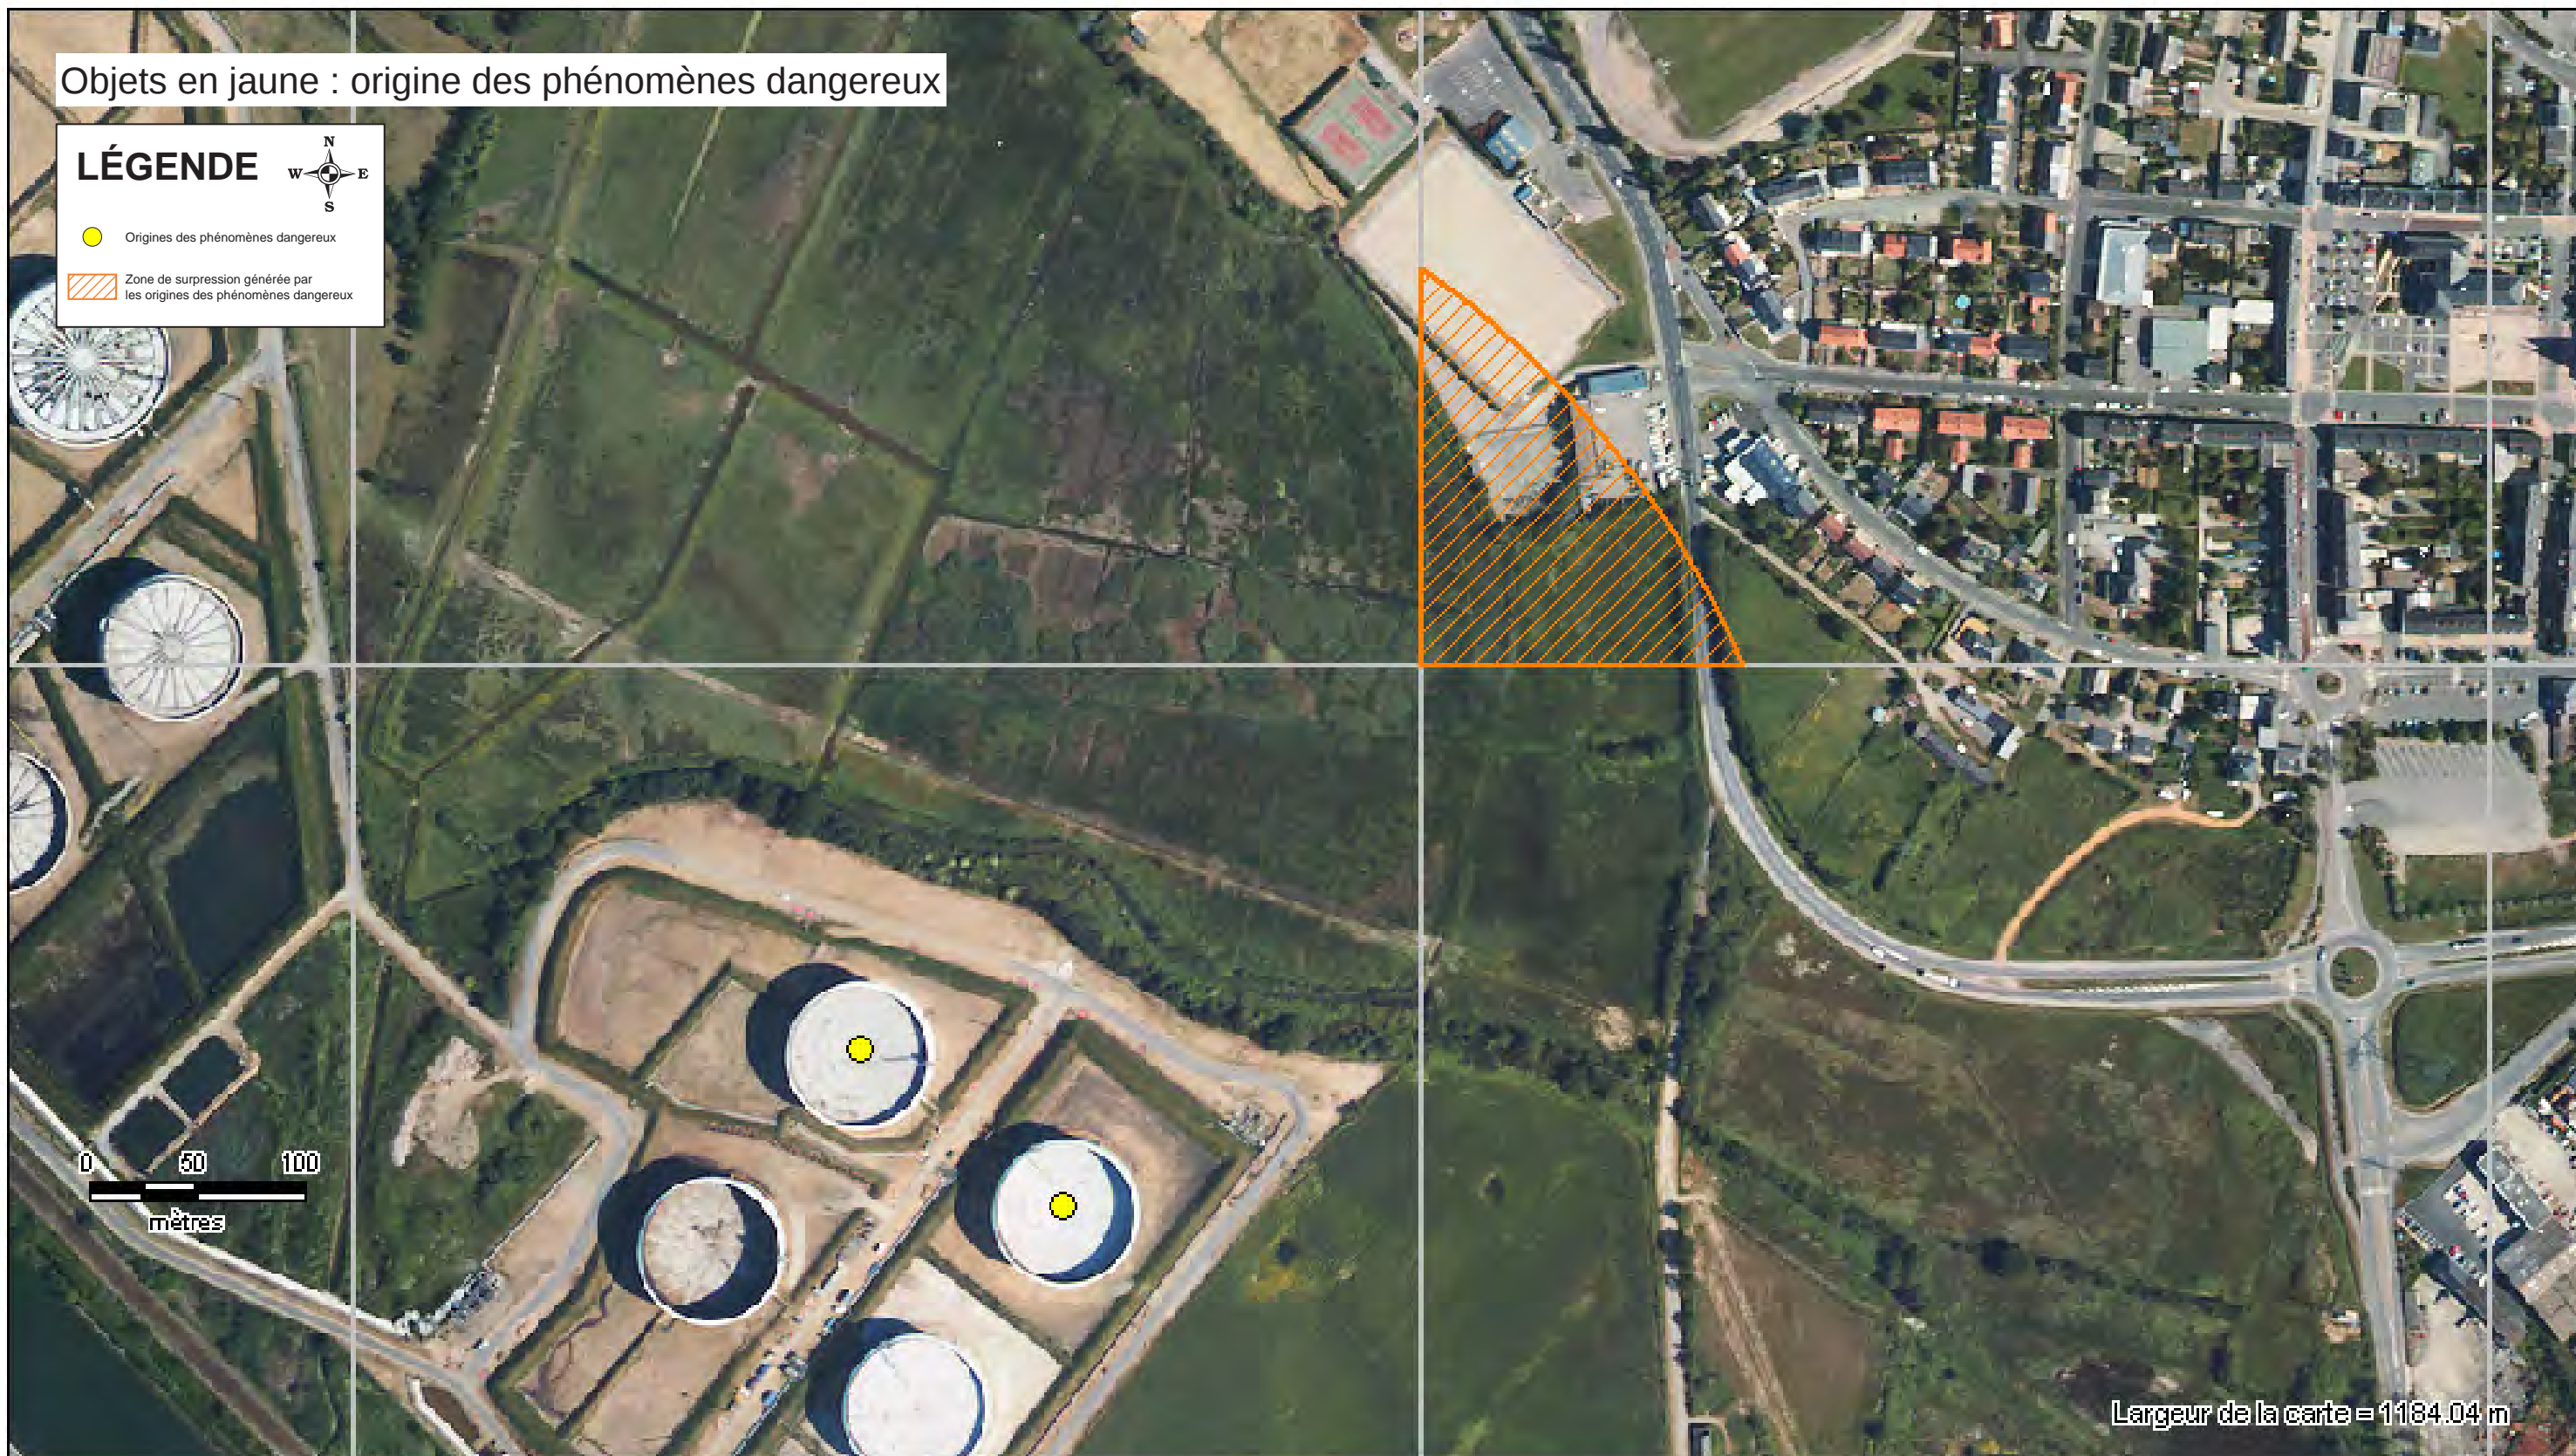 Objets en jaune : origine des phénomènes dangereux
LÉGENDE
N
W E
S
Origines des phénomènes dangereux
Zone de surpression générée par
les origines des phénomènes dangereux
0 50 100
mètres
Largeur de la carte = 1184.04 m